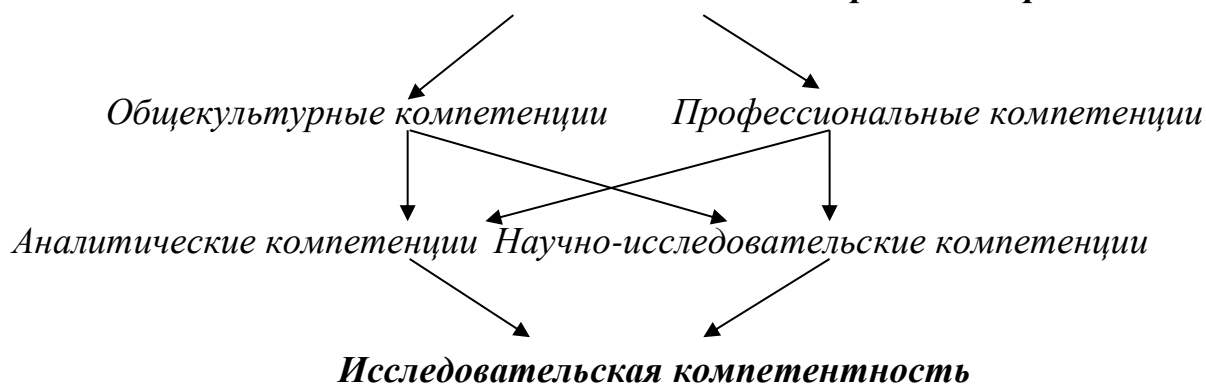 Общекультурные компетенции Профессиональные компетенции
Аналитические компетенции Научно-исследовательские компетенции
Исследовательская компетентность